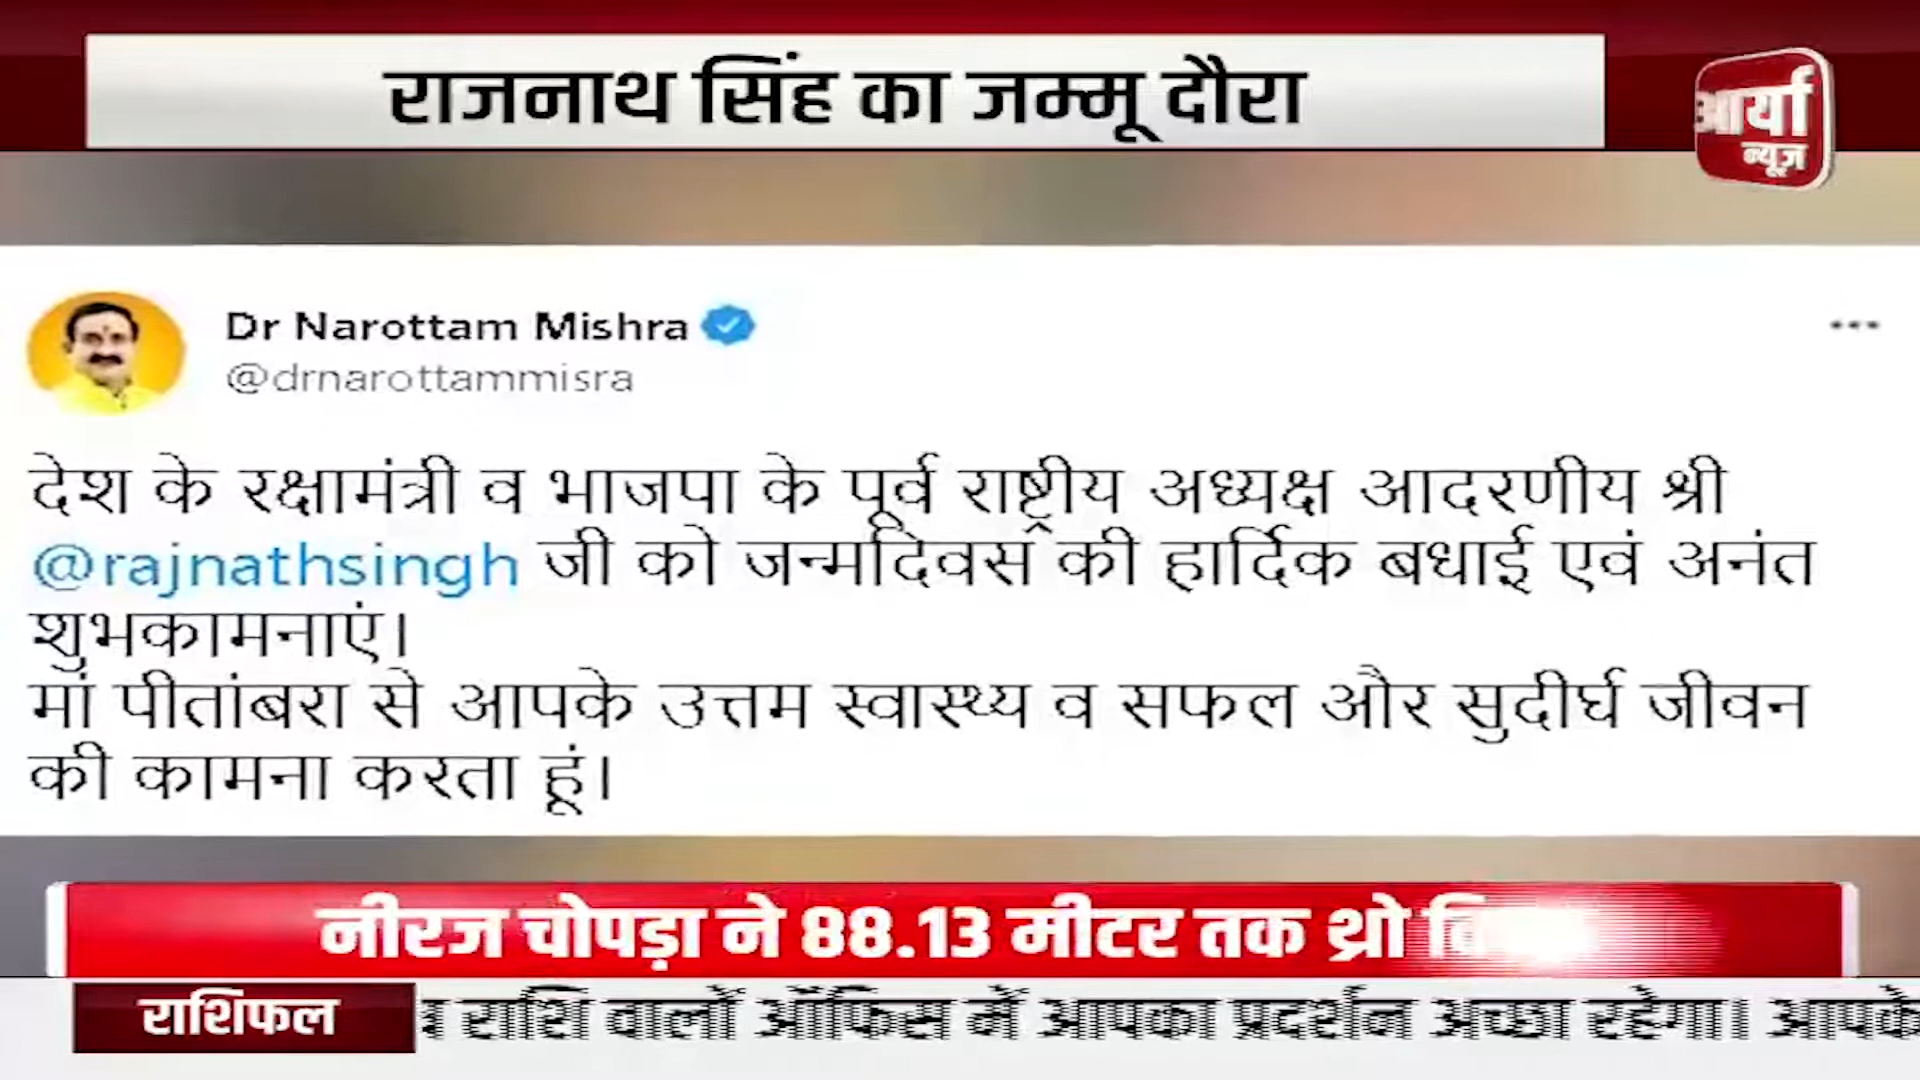 राजनाथ सिंह का जम्मू दौरा
आर्या
न्यूज़
Dr Narottam Mishra
@drnarottammisra
देश के रक्षामंत्री व भाजपा के पूर्व राष्ट्रीय अध्यक्ष आदरणीय श्री
@rajnathsingh जी को जन्मदिवस की हार्दिक बधाई एवं अनंत
शुभकामनाएं।
मां पीतांबरा से आपके उत्तम स्वास्थ्य व सफल और सुदीर्घ जीवन
की कामना करता हूं।
नीरज चोपड़ा ने 88.13 मीटर तक थ्रो
राशिफल
राशि वालों ऑफिस में आपका प्रदर्शन अच्छा रहेगा। आपके